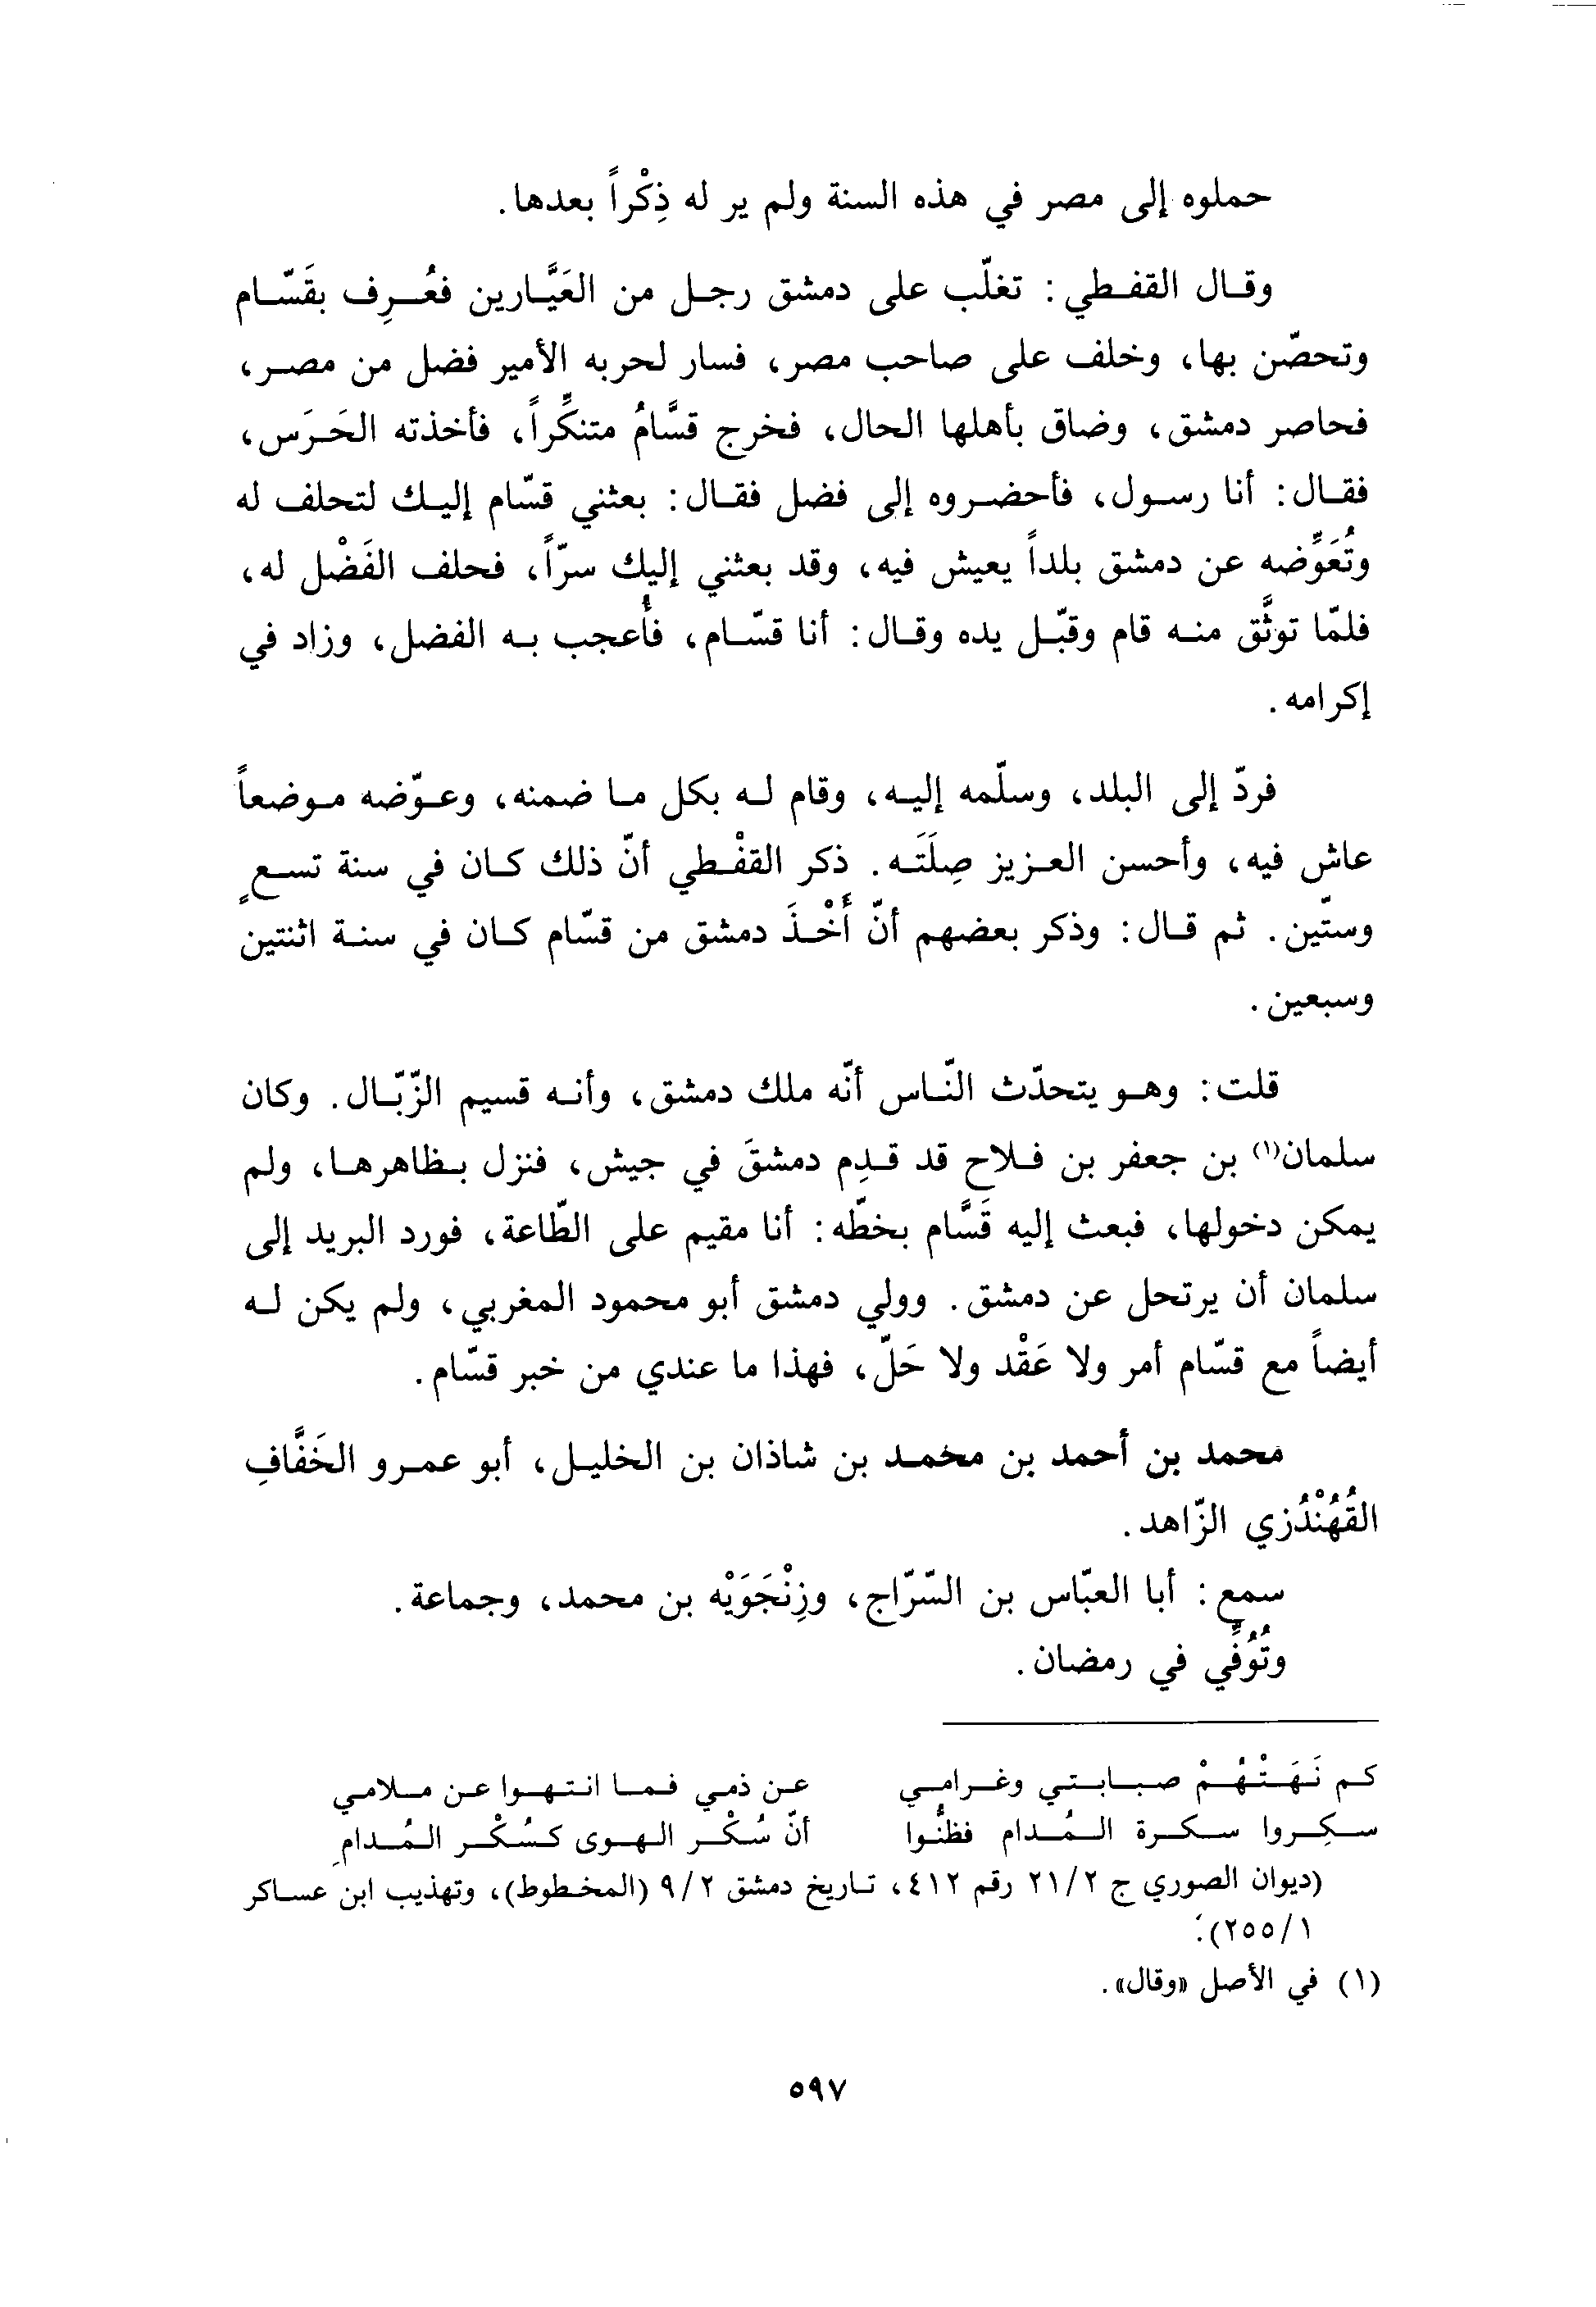 حملوه إلى مصر في هذه السنة ولم ير له ذِكْراً بعدها.
وقال القفطي: تغلّب على دمشق رجل من العَيَّارين فعُرِف بقَسّام
وتحصّن بها، وخلف على صاحب مصر، فسار لحربه الأمير فضل من مصر،
فحاصر دمشق، وضاق بأهلها الحال، فخرج قسَّامُ متنكِّراً، فأخذته الحَرَس،
فقال: أنا رسول، فأحضروه إلى فضل فقال: بعثني قسّام إليك لتحلف له
وتُعَوِّضه عن دمشق بلداً يعيش فيه، وقد بعثني إليك سرّاً، فحلف الفَضْل له،
فلمّا توثَّق منه قام وقبّل يده وقال: أنا قسّام، فأُعجب به الفضل، وزاد في
إكرامه.
فردّ إلى البلد، وسلّمه إليه، وقام له بكل ما ضمنه، وعوّضه موضعاً
عاش فيه، وأحسن العزيز صِلَتَه. ذكر القفْطي أنّ ذلك كان في سنة تسعٍ
وستّين. ثم قال: وذكر بعضهم أنّ أَخْذَ دمشق من قسّام كان في سنة اثنتين
وسبعين.
قلت: وهو يتحدّث النّاس أنّه ملك دمشق، وأنه قسيم الزّبّال. وكان
سلمان(١) بن جعفر بن فلاح قد قدِم دمشقَ في جيش، فنزل بظاهرها، ولم
يمكن دخولها، فبعث إليه قَسَّام بخطّه: أنا مقيم على الطّاعة، فورد البريد إلى
سلمان أن يرتحل عن دمشق. وولي دمشق أبو محمود المغربي، ولم يكن له
أيضاً مع قسّام أمر ولا عَقْد ولا حَلّ، فهذا ما عندي من خبر قسّام.
محمد بن أحمد بن محمد بن شاذان بن الخليل، أبو عمرو الخَفَّافِ
القُهُنْدُزي الزّاهد.
سمع: أبا العبّاس بن السّرّاج، وزِنْجَوَيْه بن محمد، وجماعة.
وتُوُفِّي في رمضان.
كم نَهَتْهُمْ صبابتي وغرامي عن ذمي فما انتهوا عن ملامي
سكِروا سكرة المُدام فظنُّوا أنّ سُكْر الهوى كسُكْر المُدامِ
(ديوان الصوري ج ٢١/٢ رقم ٤١٢، تاريخ دمشق ٩/٢ (المخطوط)، وتهذيب ابن عساكر
٢٥٥/١).
(١) في الأصل «وقال».
٥٩٧